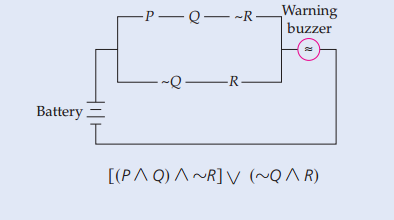 P Q ~R Warning
buzzer
≈
~Q R
Battery
[(P ∧ Q) ∧ ~R] ∨ (~Q ∧ R)